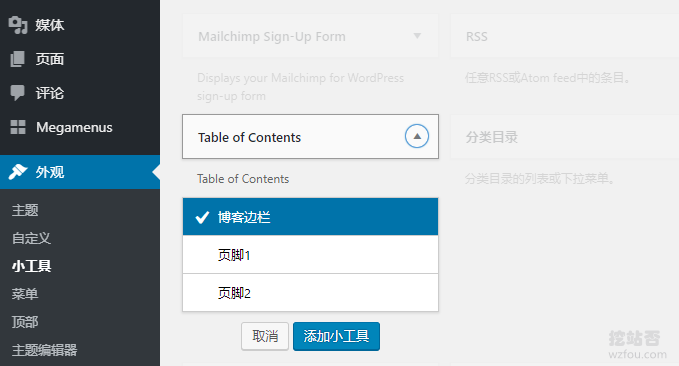 媒体
页面
评论
Megamenus
外观
主题
自定义
小工具
菜单
顶部
主题编辑器
Mailchimp Sign-Up Form
Displays your Mailchimp for WordPress
sign-up form
Table of Contents
Table of Contents
博客边栏
页脚1
页脚2
取消
添加小工具
RSS
任意RSS或Atom feed中的条目。
分类目录
分类目录的列表或下拉菜单。
挖站否
wzfou.com